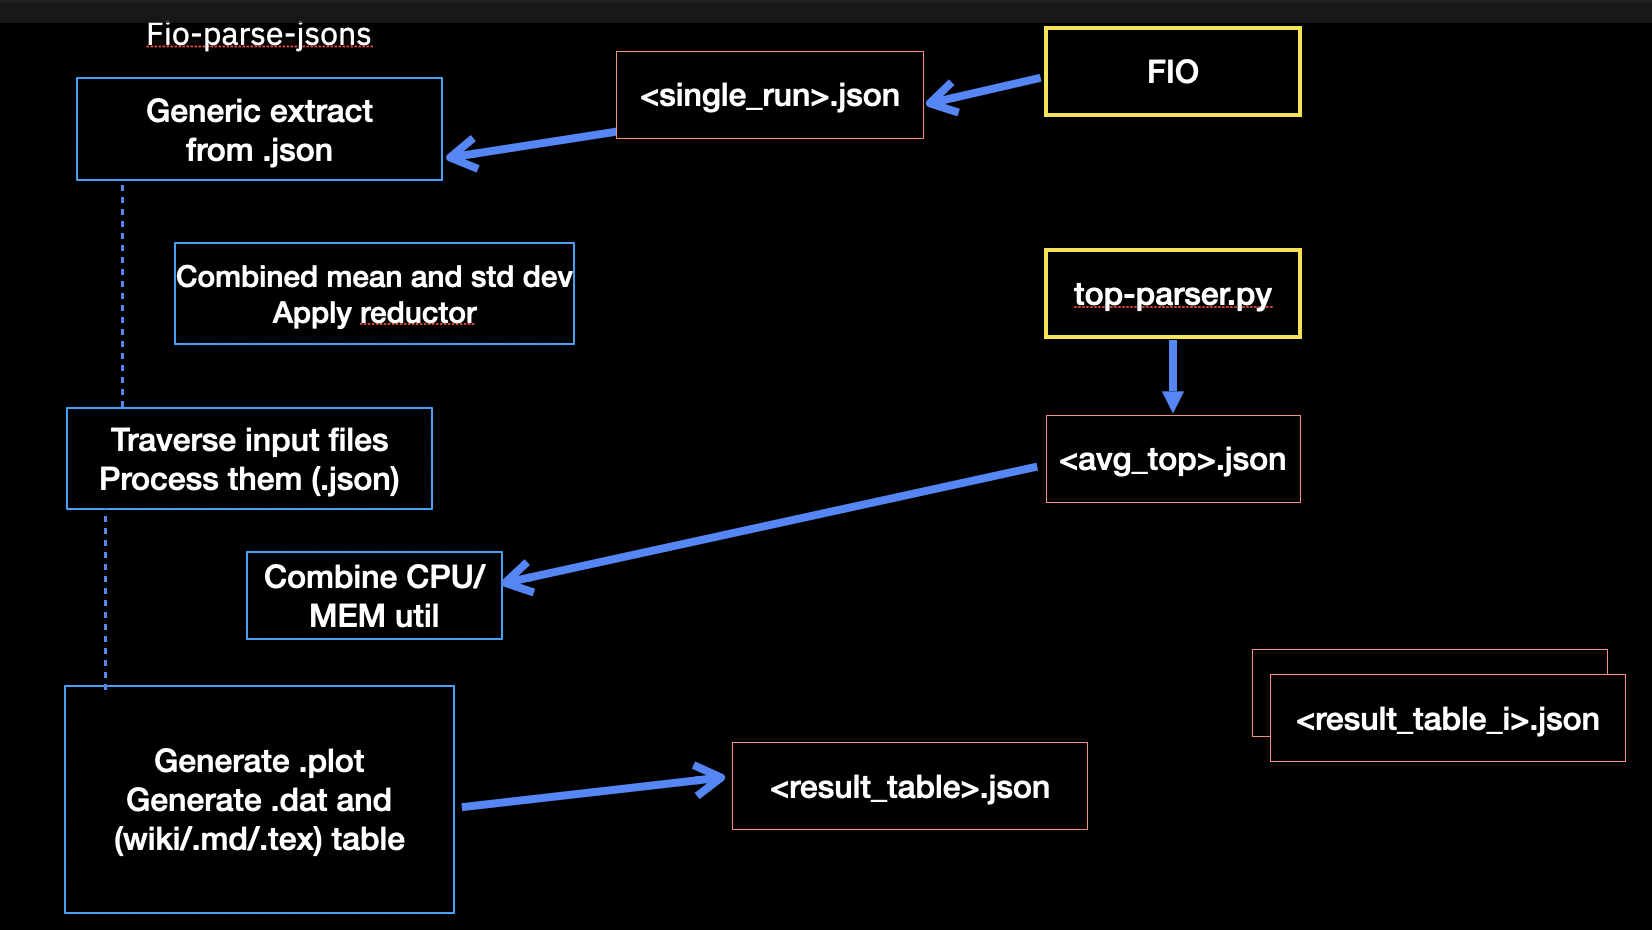 Fio-parse-jsons
Generic extract
from .json
<single_run>.json
FIO
Combined mean and std dev
Apply reductor
top-parser.py
Traverse input files
Process them (.json)
<avg_top>.json
Combine CPU/
MEM util
Generate .plot
Generate .dat and
(wiki/.md/.tex) table
<result_table>.json
<result_table_i>.json